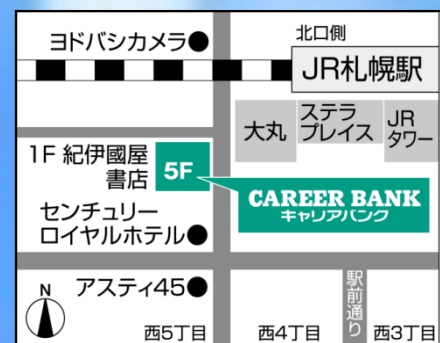 ヨドバシカメラ
北口側
JR札幌駅
大丸
ステラ
プレイス
JR
タワー
1F 紀伊國屋
書店
5F
CAREER BANK
キャリアバンク
センチュリー
ロイヤルホテル
アスティ45
駅前通り
N
西5丁目
西4丁目
西3丁目